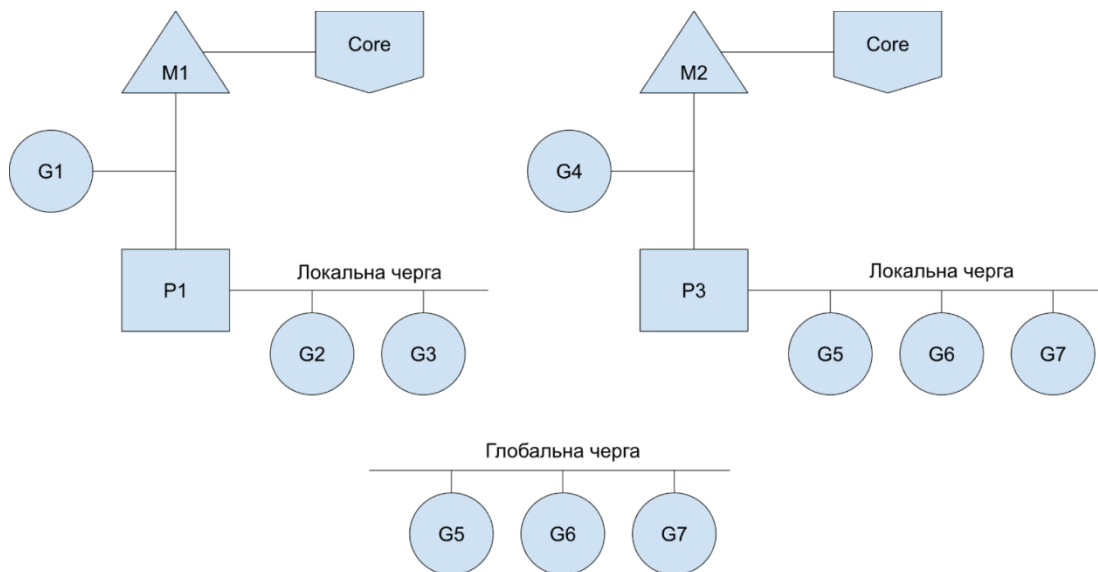 Core
M1
G1
P1
Локальна черга
G2
G3
Core
M2
G4
P3
Локальна черга
G5
G6
G7
Глобальна черга
G5
G6
G7